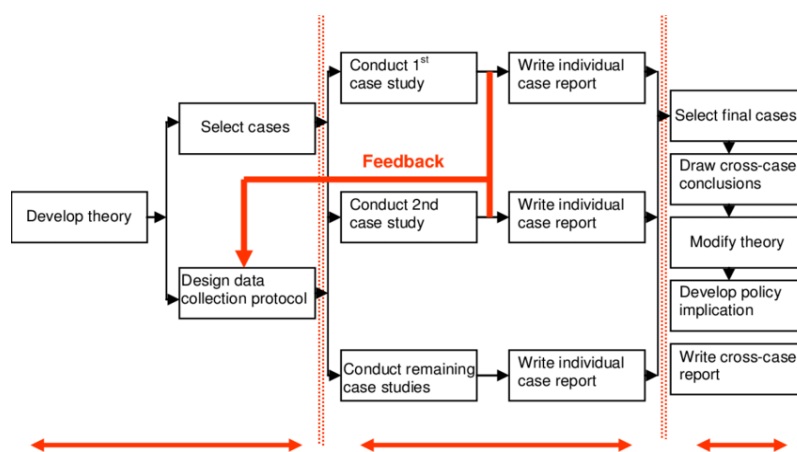 Develop theory
Select cases
Design data
collection protocol
Feedback
Conduct 1st
case study
Write individual
case report
Conduct 2nd
case study
Write individual
case report
Conduct remaining
case studies
Write individual
case report
Select final cases
Draw cross-case
conclusions
Modify theory
Develop policy
implication
Write cross-case
report